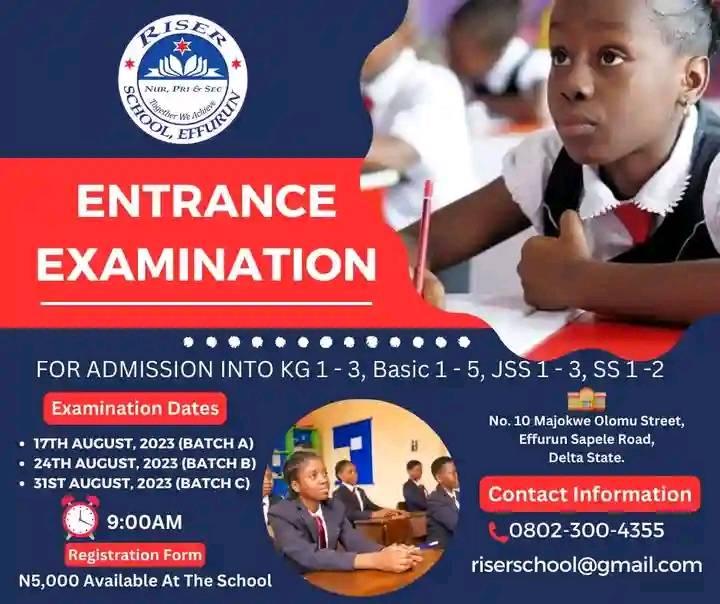 RISER
NUR, PRI & SEC
Together We Achieve
SCHOOL, EFFURUN
ENTRANCE
EXAMINATION
FOR ADMISSION INTO KG 1 - 3, Basic 1 - 5, JSS 1 - 3, SS 1 -2
Examination Dates
• 17TH AUGUST, 2023 (BATCH A)
• 24TH AUGUST, 2023 (BATCH B)
• 31ST AUGUST, 2023 (BATCH C)
9:00AM
Registration Form
N5,000 Available At The School
No. 10 Majokwe Olomu Street,
Effurun Sapele Road,
Delta State.
Contact Information
0802-300-4355
riserschool@gmail.com